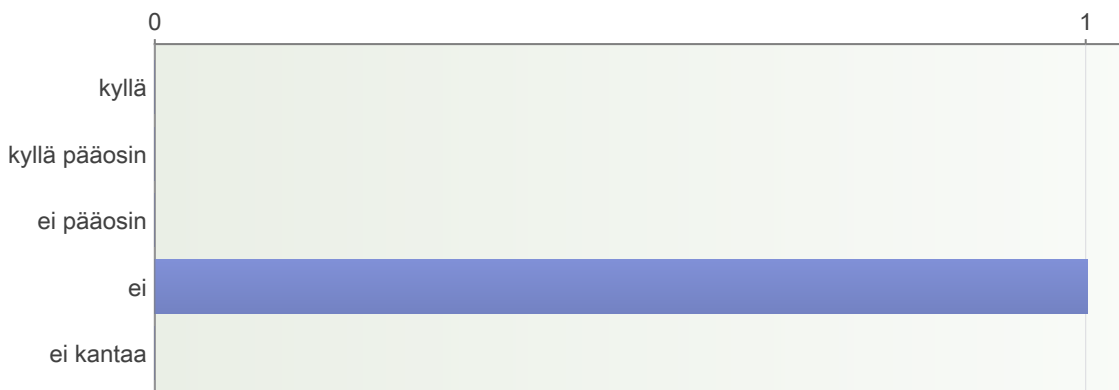 0 1
kyllä
kyllä pääosin
ei pääosin
ei
ei kantaa